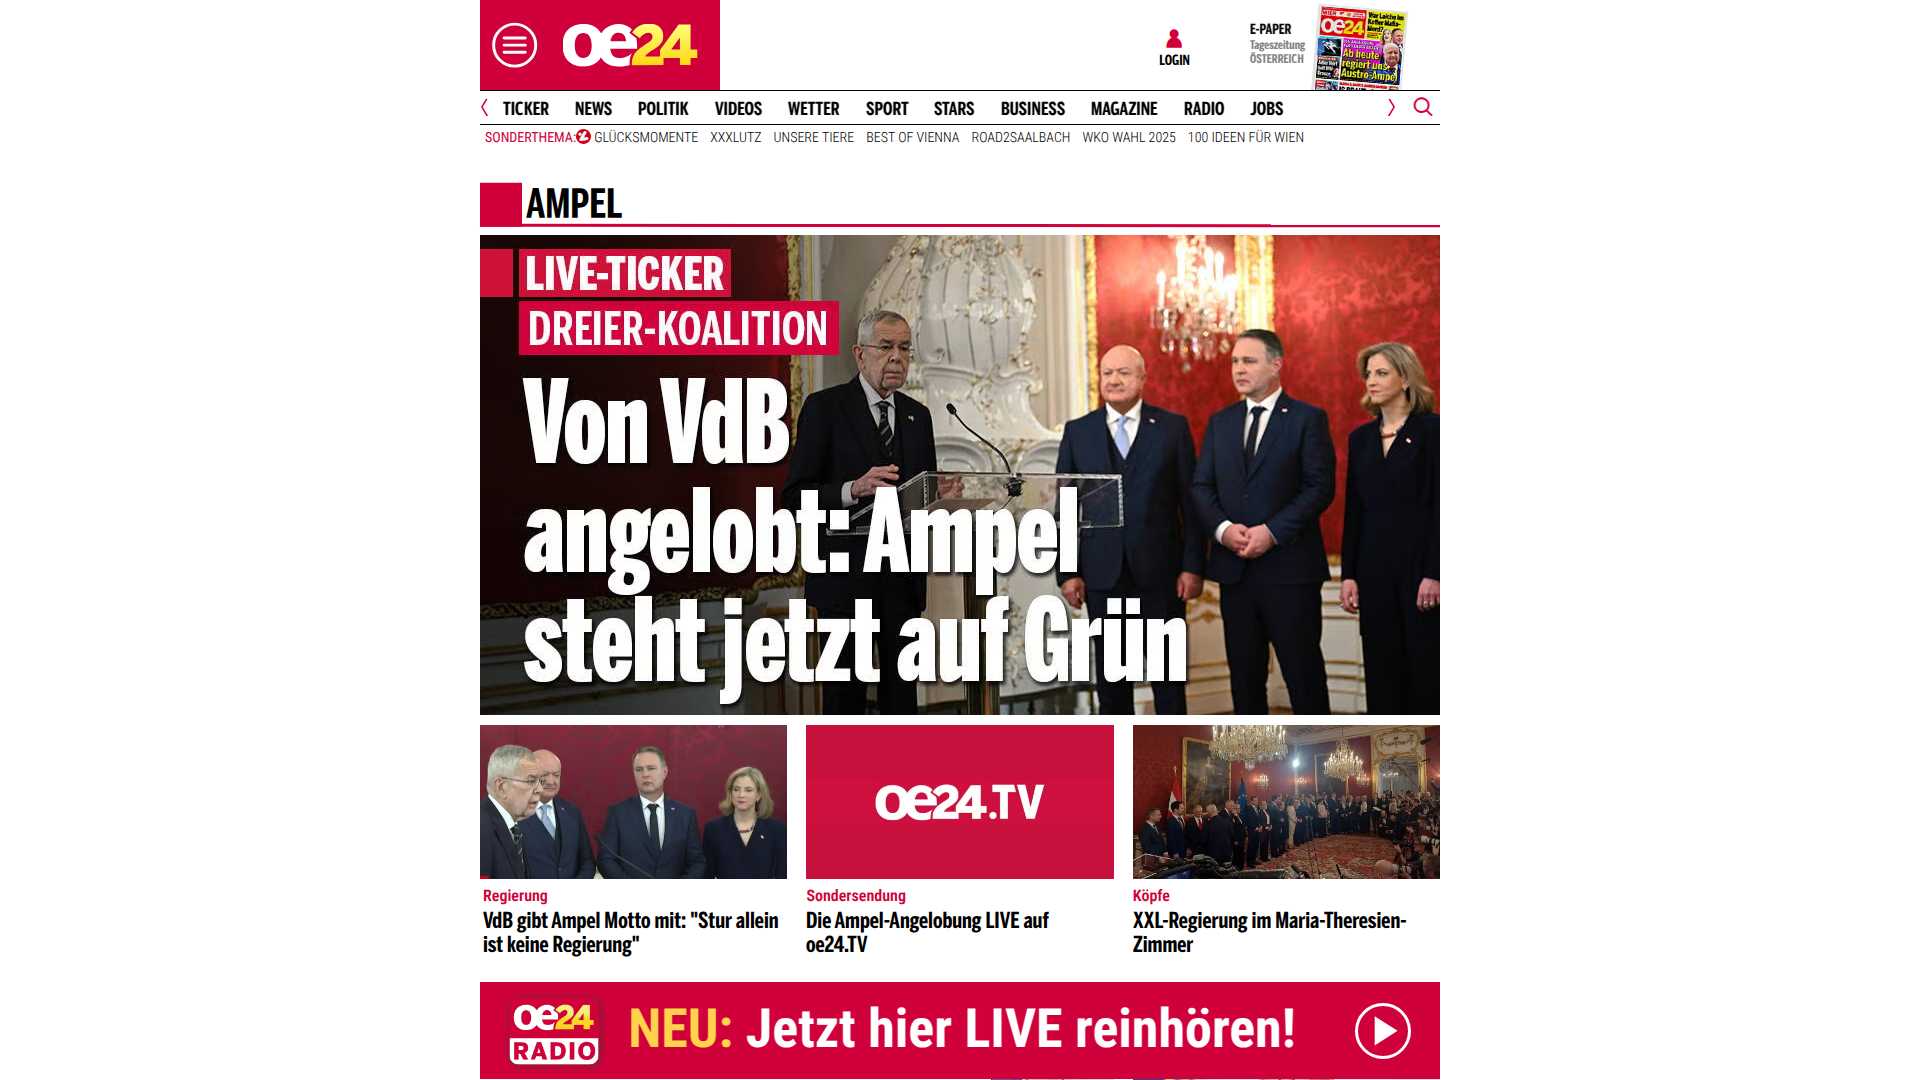 oe24
LOGIN
E-PAPER
Tageszeitung
ÖSTERREICH
oe24
Ab heute
regiert uns
Austro-Ampel
TICKER NEWS POLITIK VIDEOS WETTER SPORT STARS BUSINESS MAGAZINE RADIO JOBS
SONDERTHEMA: GLÜCKSMOMENTE XXXLUTZ UNSERE TIERE BEST OF VIENNA ROAD2SAALBACH WKO WAHL 2025 100 IDEEN FÜR WIEN
AMPEL
LIVE-TICKER
DREIER-KOALITION
Von VdB
angelobt: Ampel
steht jetzt auf Grün
oe24.TV
Regierung
VdB gibt Ampel Motto mit: "Stur allein
ist keine Regierung"
Sondersendung
Die Ampel-Angelobung LIVE auf
oe24.TV
Köpfe
XXL-Regierung im Maria-Theresien-
Zimmer
oe24
RADIO
NEU: Jetzt hier LIVE reinhören!